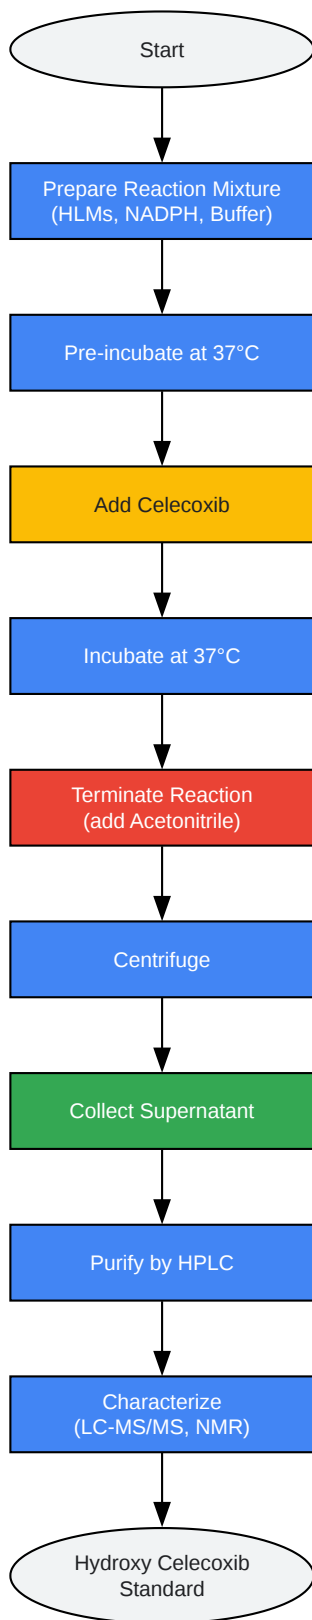 Start
Prepare Reaction Mixture
(HLMs, NADPH, Buffer)
Pre-incubate at 37°C
Add Celecoxib
Incubate at 37°C
Terminate Reaction
(add Acetonitrile)
Centrifuge
Collect Supernatant
Purify by HPLC
Characterize
(LC-MS/MS, NMR)
Hydroxy Celecoxib
Standard